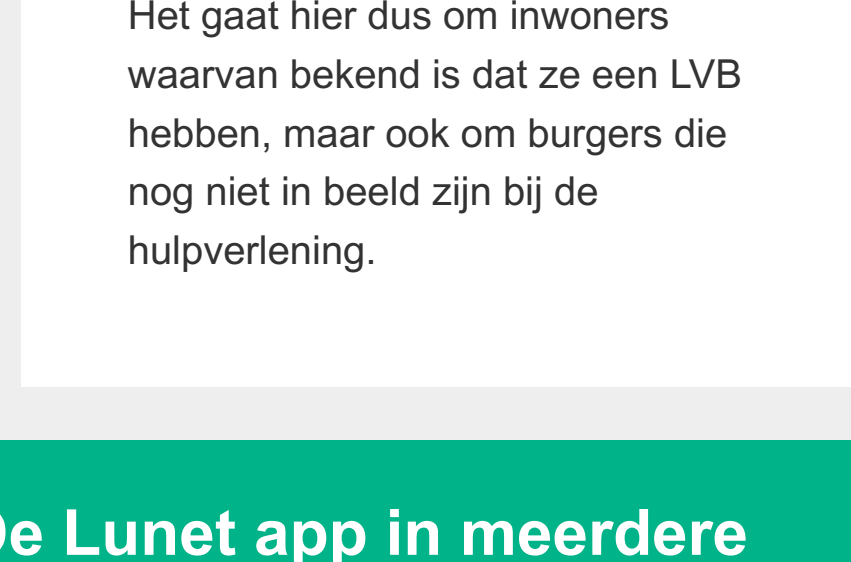 Het gaat hier dus om inwoners
waarvan bekend is dat ze een LVB
hebben, maar ook om burgers die
nog niet in beeld zijn bij de
hulpverlening.
De Lunet app in meerdere